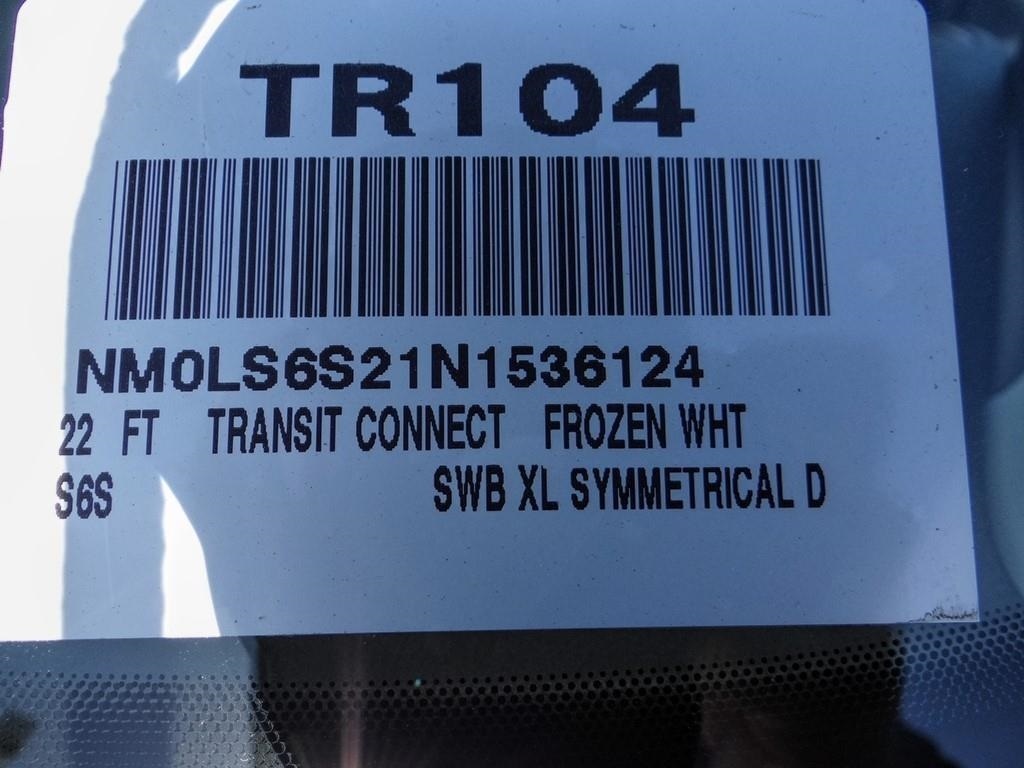 TR104
NM0LS6S21N1536124
22 FT TRANSIT CONNECT FROZEN WHT
S6S SWB XL SYMMETRICAL D